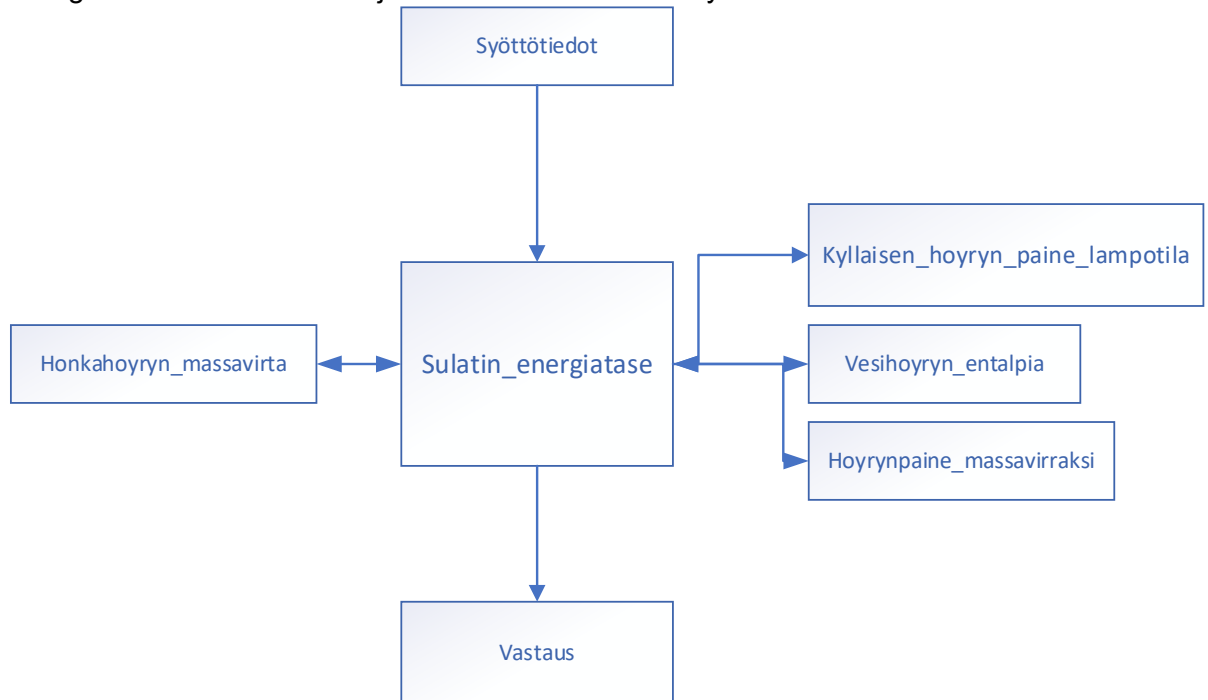 Syöttötiedot
Kyllaisen_hoyryn_paine_lampotila
Honkahoyryn_massavirta
Sulatin_energiatase
Vesihoyryn_entalpia
Hoyrynpaine_massavirraksi
Vastaus